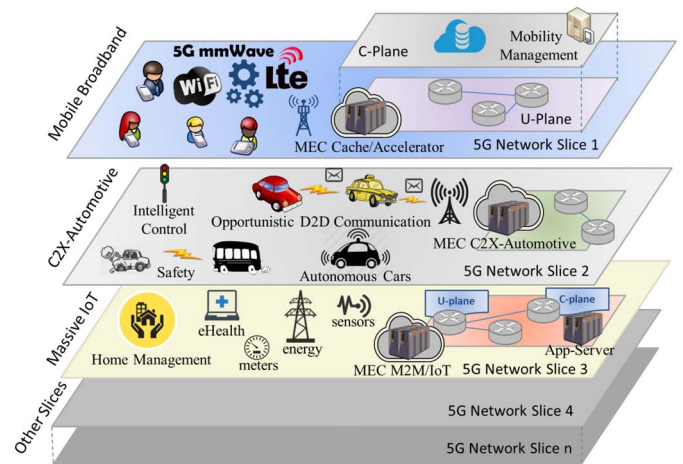 C-Plane
Mobility
Management
5G mmWave
WiFi
Lte
U-Plane
MEC Cache/Accelerator
5G Network Slice 1
Mobile Broadband
Intelligent
Control
Opportunistic D2D Communication
MEC C2X-Automotive
Safety
Autonomous Cars
5G Network Slice 2
C2X-Automotive
eHealth
sensors
U-plane
C-plane
Home Management
meters
energy
MEC M2M/IoT
App-Server
5G Network Slice 3
Massive IoT
5G Network Slice 4
Other Slices
5G Network Slice n